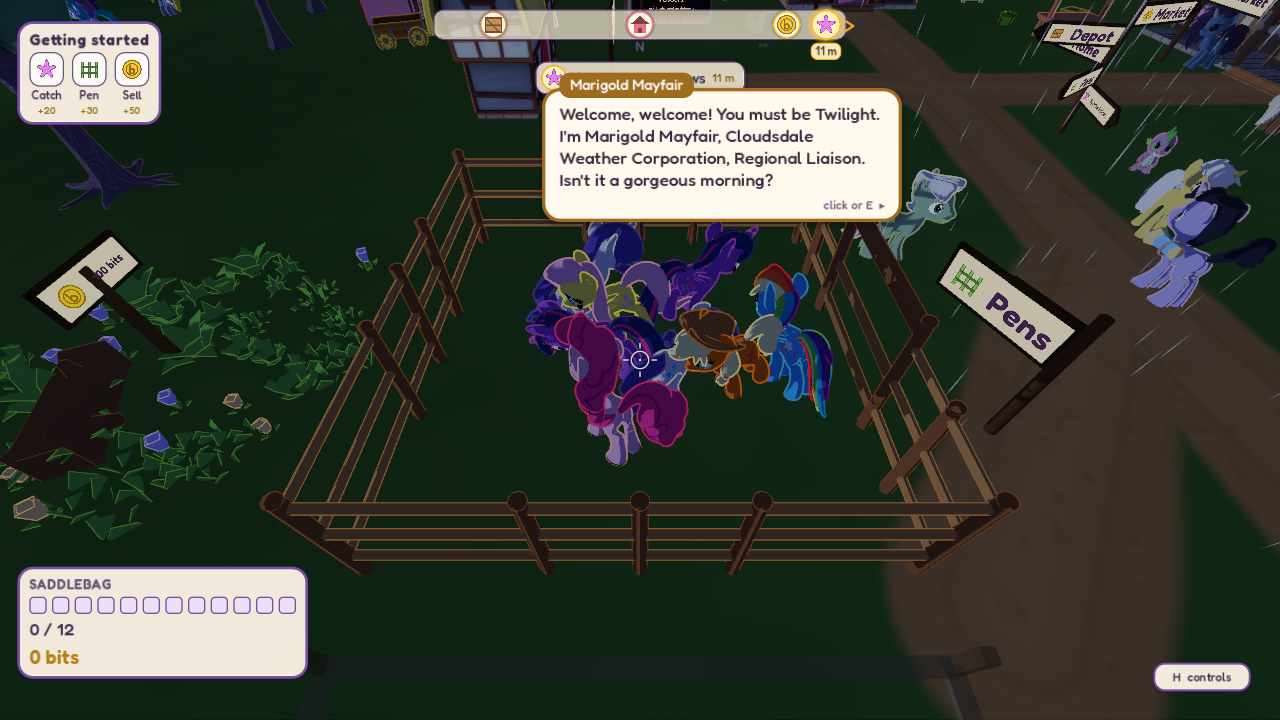 Getting started
Catch
Pen
Sell
+20
+30
+50
N
11 m
11 m
Marigold Mayfair
Welcome, welcome! You must be Twilight.
I'm Marigold Mayfair, Cloudsdale
Weather Corporation, Regional Liaison.
Isn't it a gorgeous morning?
click or E ▸
Market
Depot
Home
Pens
SADDLEBAG
0 / 12
0 bits
H controls